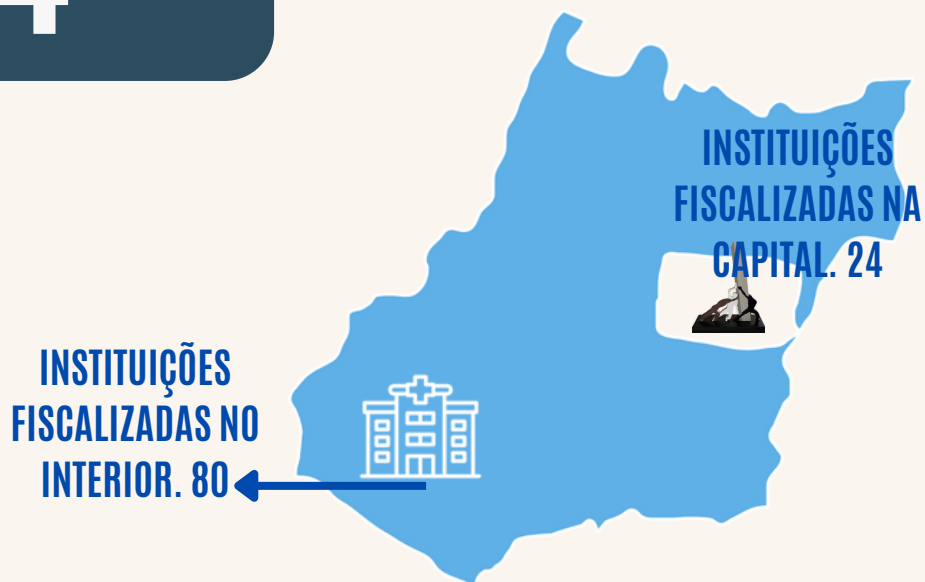 INSTITUIÇÕES
FISCALIZADAS NA
CAPITAL. 24
INSTITUIÇÕES
FISCALIZADAS NO
INTERIOR. 80